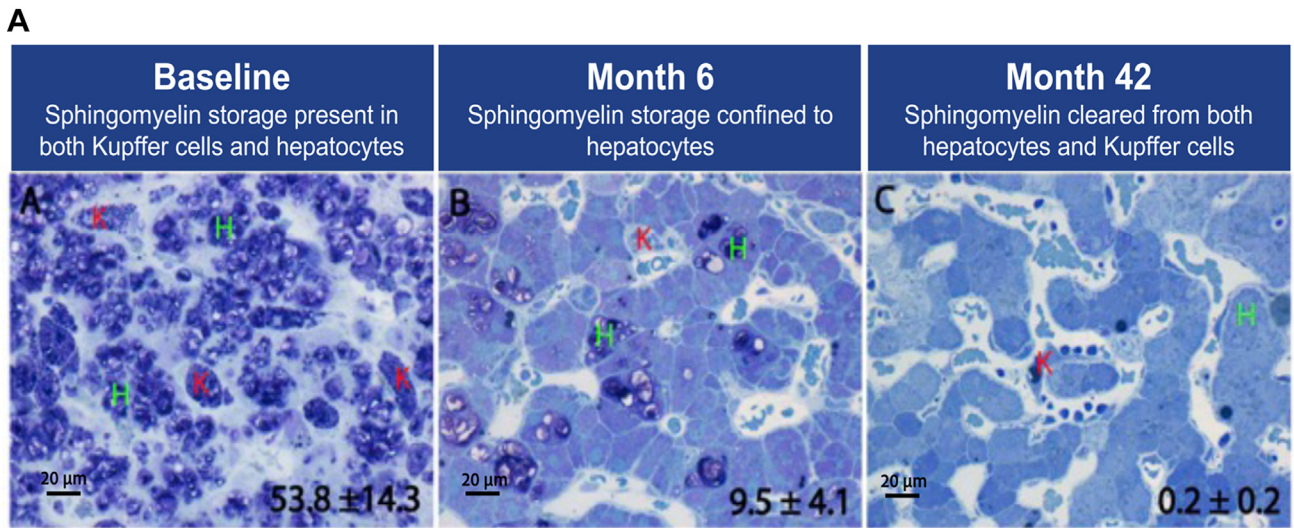 A
Baseline
Sphingomyelin storage present in
both Kupffer cells and hepatocytes
Month 6
Sphingomyelin storage confined to
hepatocytes
Month 42
Sphingomyelin cleared from both
hepatocytes and Kupffer cells
A
K
H
K
K
H
20 µm
53.8 ±14.3
B
K
H
H
20 µm
9.5 ± 4.1
C
H
K
20 µm
0.2 ± 0.2